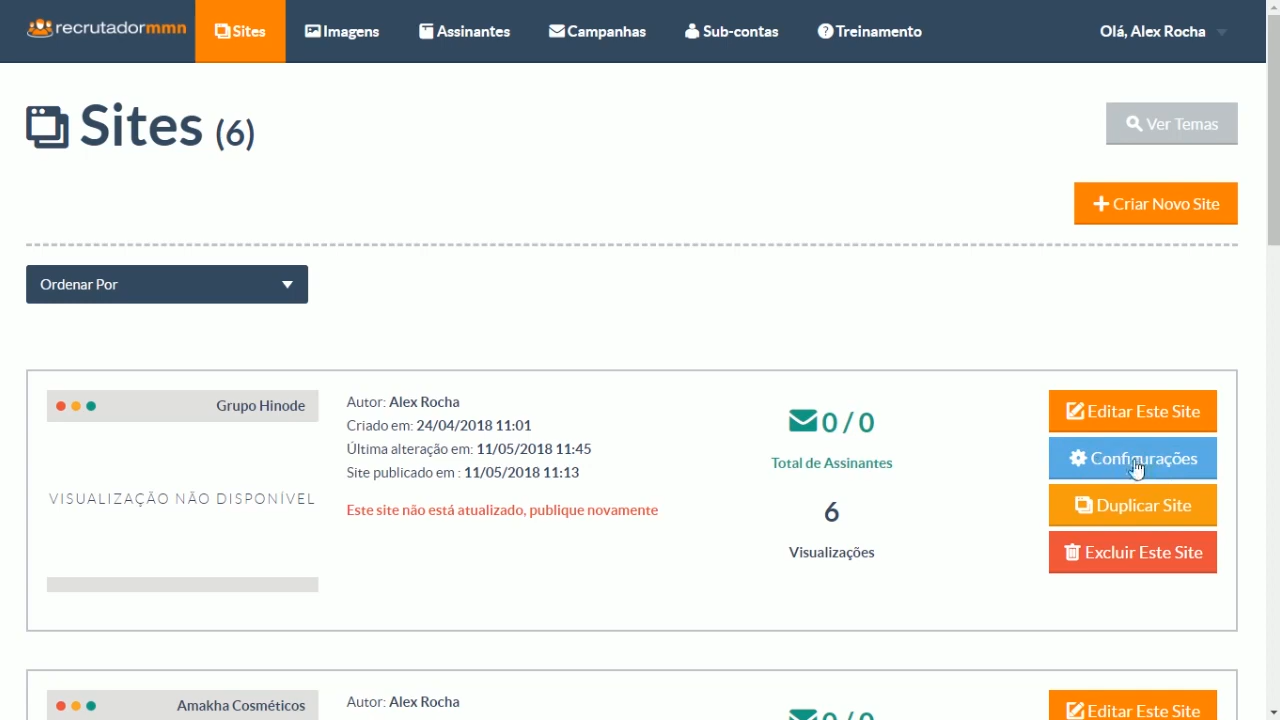 recrutadormmn
Sites
Imagens
Assinantes
Campanhas
Sub-contas
Treinamento
Olá, Alex Rocha
Sites (6)
Ver Temas
Criar Novo Site
Ordenar Por
Grupo Hinode
VISUALIZAÇÃO NÃO DISPONÍVEL
Autor: Alex Rocha
Criado em: 24/04/2018 11:01
Última alteração em: 11/05/2018 11:45
Site publicado em : 11/05/2018 11:13
Este site não está atualizado, publique novamente
0 / 0
Total de Assinantes
6
Visualizações
Editar Este Site
Configurações
Duplicar Site
Excluir Este Site
Amakha Cosméticos
Autor: Alex Rocha
0 / 0
Editar Este Site